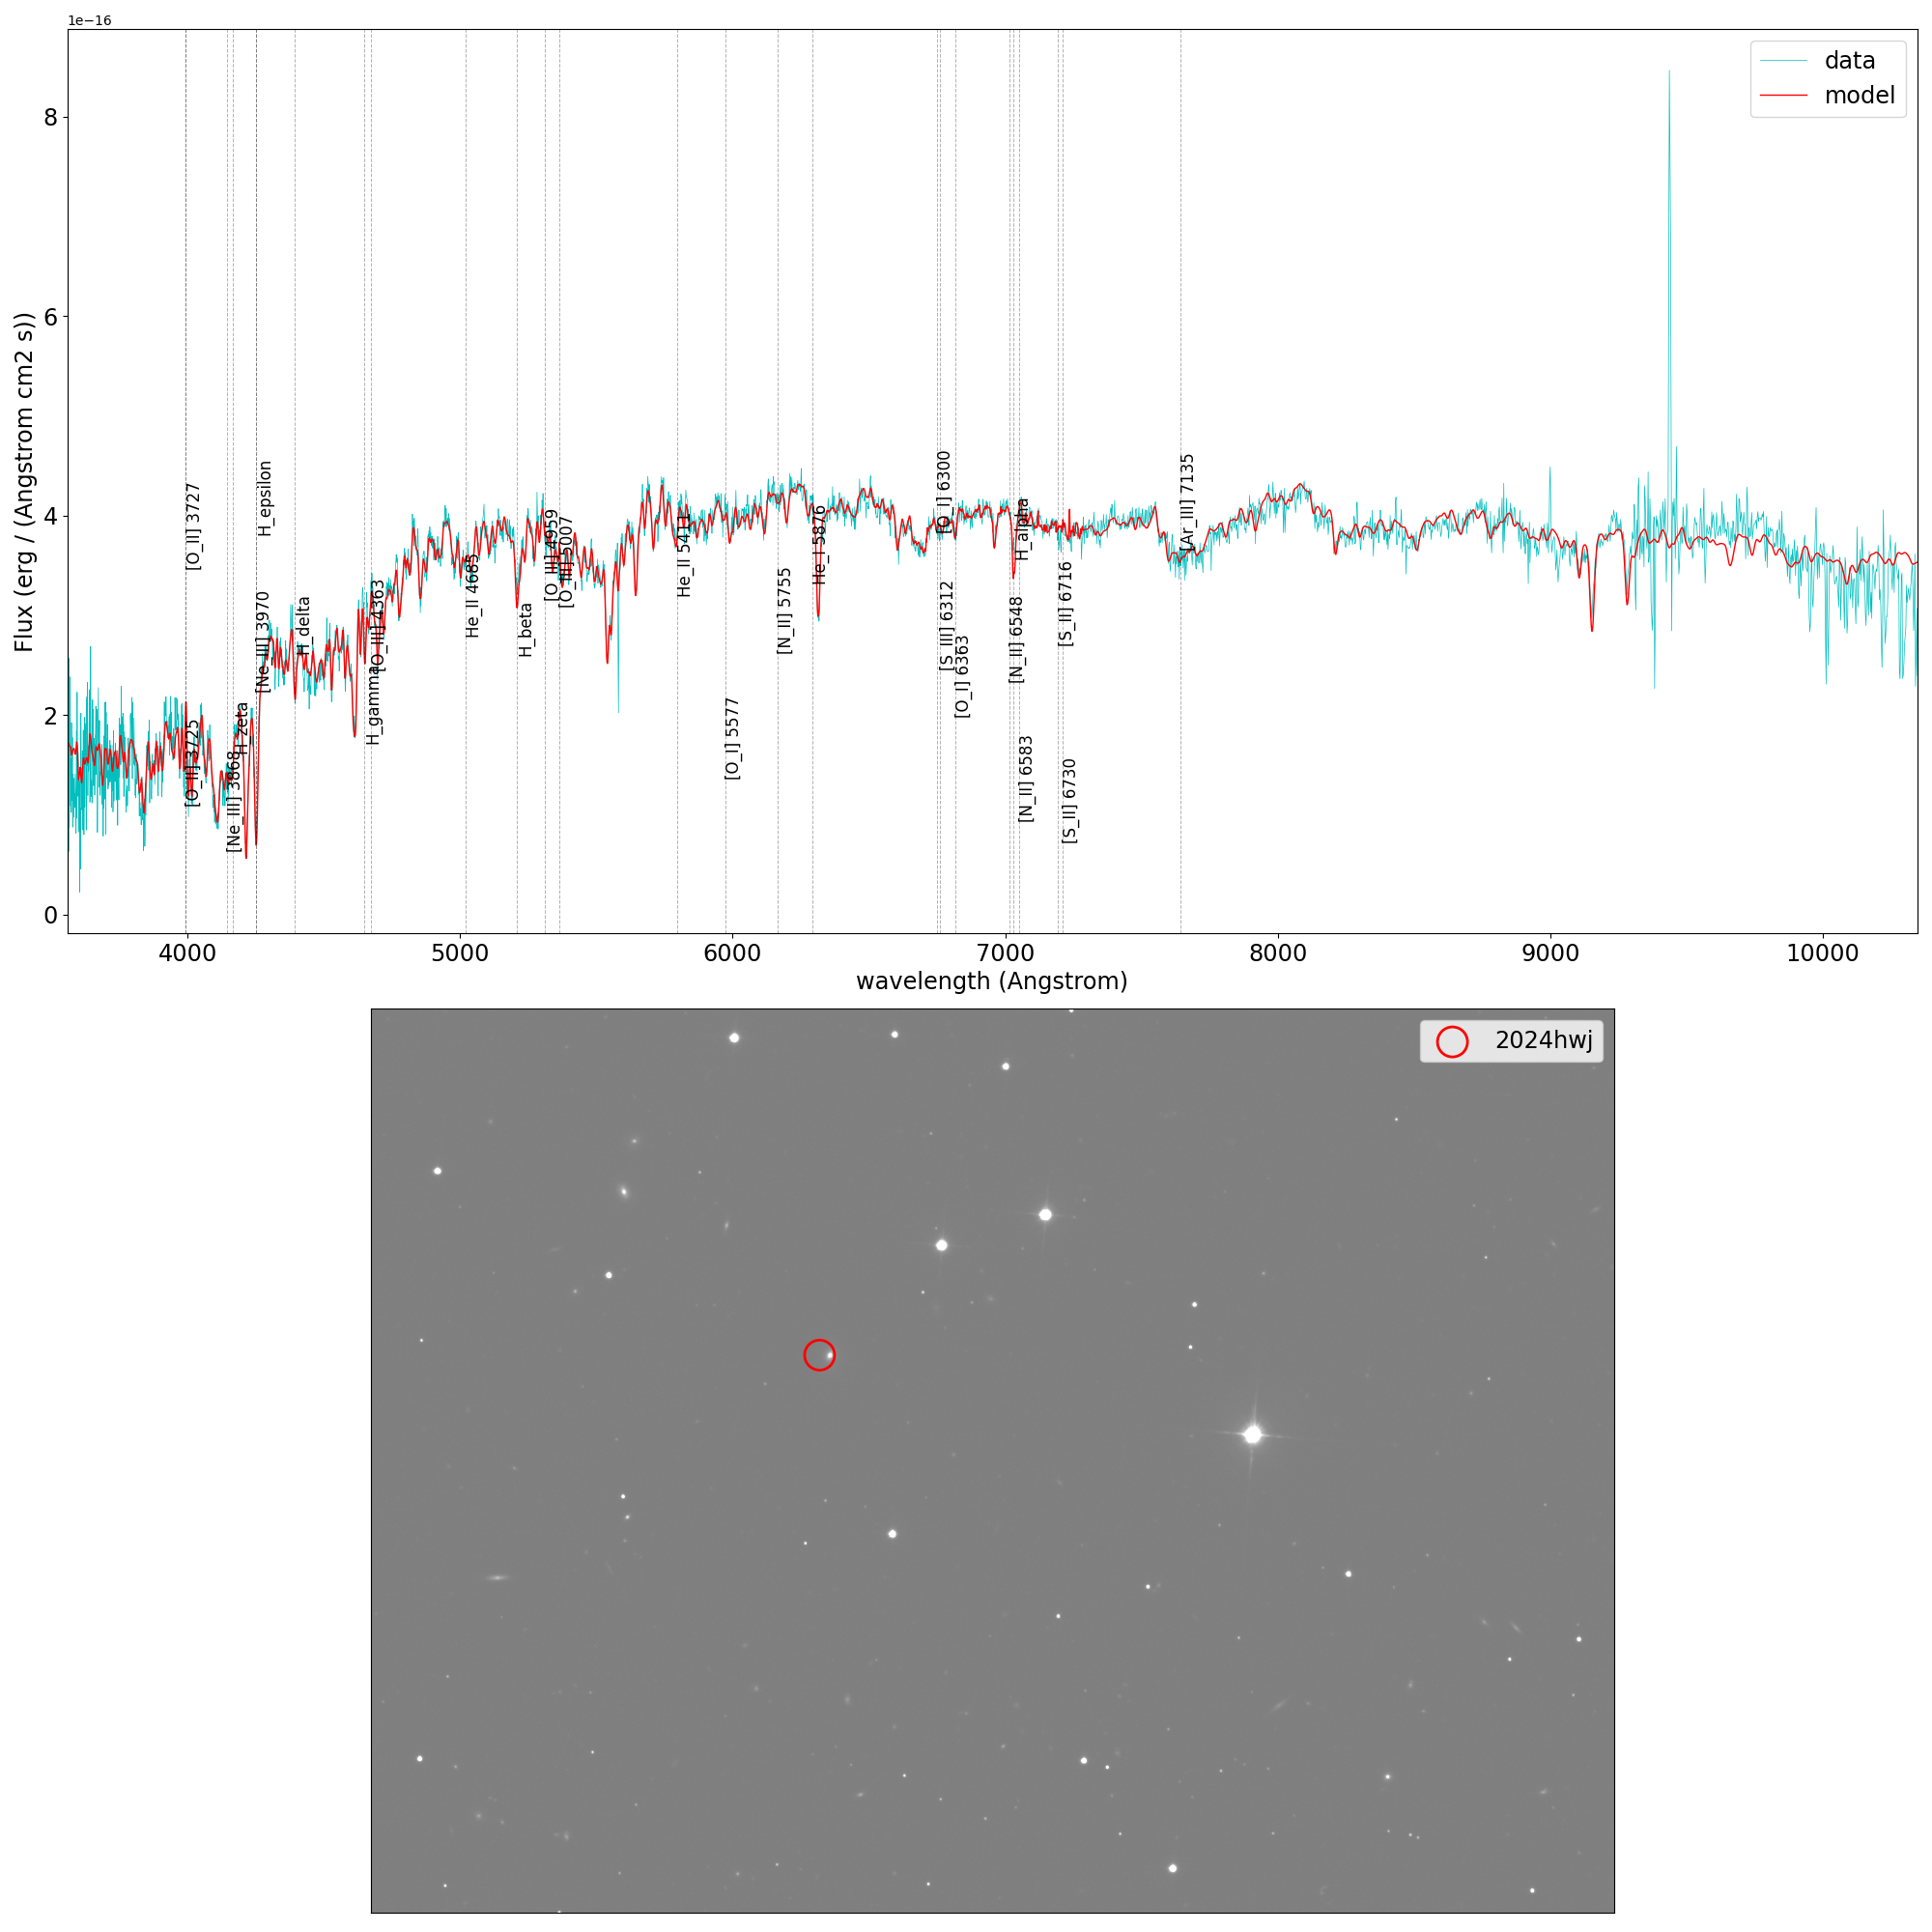 1e−16
data
model
8
6
4
2
0
Flux (erg / (Angstrom cm2 s))
[O_II] 3727
[O_II] 3725
[Ne_III] 3868
H_zeta
[Ne_III] 3970
H_epsilon
H_delta
H_gamma
[O_III] 4363
He_II 4685
H_beta
[O_III] 4959
[O_III] 5007
He_II 5411
[O_I] 5577
[N_II] 5755
He_I 5876
[O_I] 6300
[S_III] 6312
[O_I] 6363
[N_II] 6548
H_alpha
[N_II] 6583
[S_II] 6716
[S_II] 6730
[Ar_III] 7135
4000 5000 6000 7000 8000 9000 10000
wavelength (Angstrom)
2024hwj